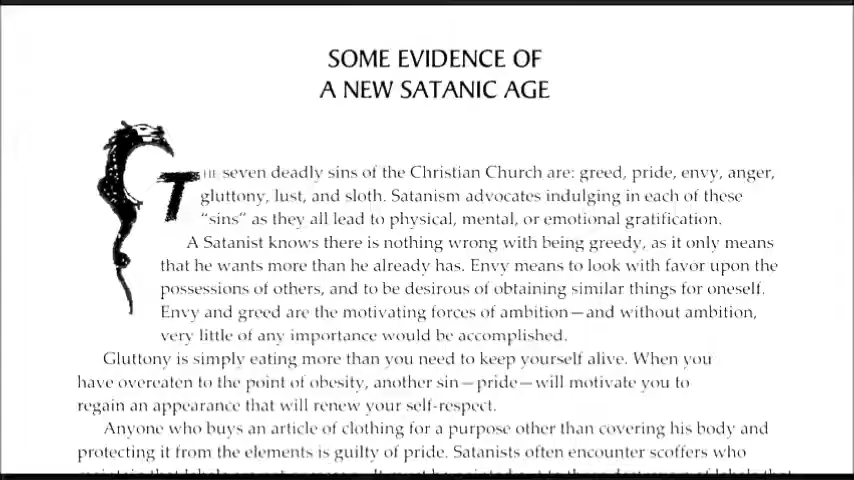 SOME EVIDENCE OF
A NEW SATANIC AGE
THE seven deadly sins of the Christian Church are: greed, pride, envy, anger,
gluttony, lust, and sloth. Satanism advocates indulging in each of these
“sins” as they all lead to physical, mental, or emotional gratification.
A Satanist knows there is nothing wrong with being greedy, as it only means
that he wants more than he already has. Envy means to look with favor upon the
possessions of others, and to be desirous of obtaining similar things for oneself.
Envy and greed are the motivating forces of ambition—and without ambition,
very little of any importance would be accomplished.
Gluttony is simply eating more than you need to keep yourself alive. When you
have overeaten to the point of obesity, another sin—pride—will motivate you to
regain an appearance that will renew your self-respect.
Anyone who buys an article of clothing for a purpose other than covering his body and
protecting it from the elements is guilty of pride. Satanists often encounter scoffers who